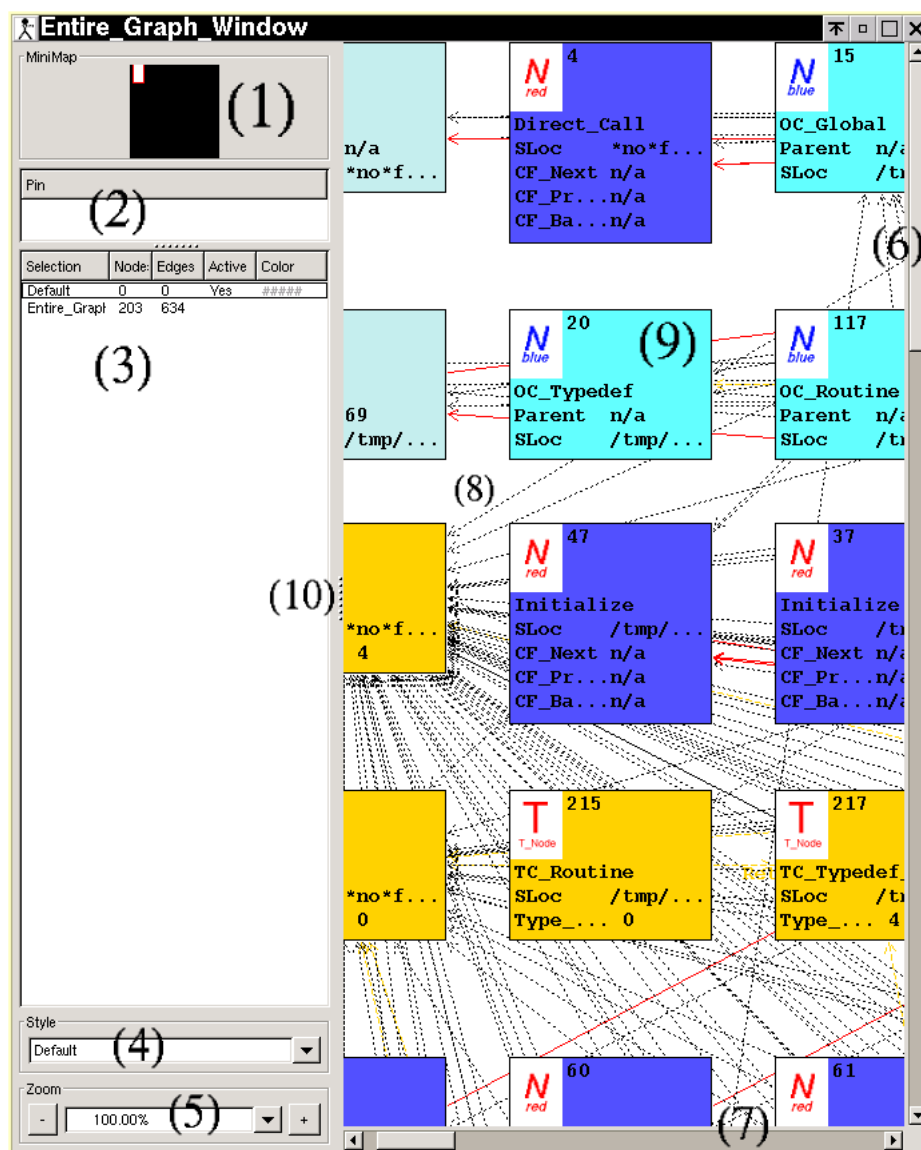 Entire_Graph_Window
MiniMap
(1)
Pin
(2)
Selection Node: Edges Active Color
Default 0 0 Yes #####
Entire_Graph 203 634
(3)
Style
Default
(4)
Zoom
- 100.00% +
(5)
n/a
*no*f...
N red 4
Direct_Call
SLoc *no*f...
CF_Next n/a
CF_Pr...n/a
CF_Ba...n/a
N blue 15
OC_Global
Parent n/a
SLoc /t
(6)
69
/tmp/...
N blue 20
(9)
OC_Typedef
Parent n/a
SLoc /tmp/...
N blue 117
OC_Routine
Parent n/a
SLoc /t
(8)
(10)
*no*f...
4
N red 47
Initialize
SLoc /tmp/...
CF_Next n/a
CF_Pr...n/a
CF_Ba...n/a
N red 37
Initialize
SLoc /t
CF_Next n/a
CF_Pr...n/a
CF_Ba...n/a
*no*f...
0
T T_Node 215
TC_Routine
SLoc /tmp/...
Type_... 0
T T_Node 217
TC_Typedef_
SLoc /t
Type_... 4
N red 60
N red 61
(7)